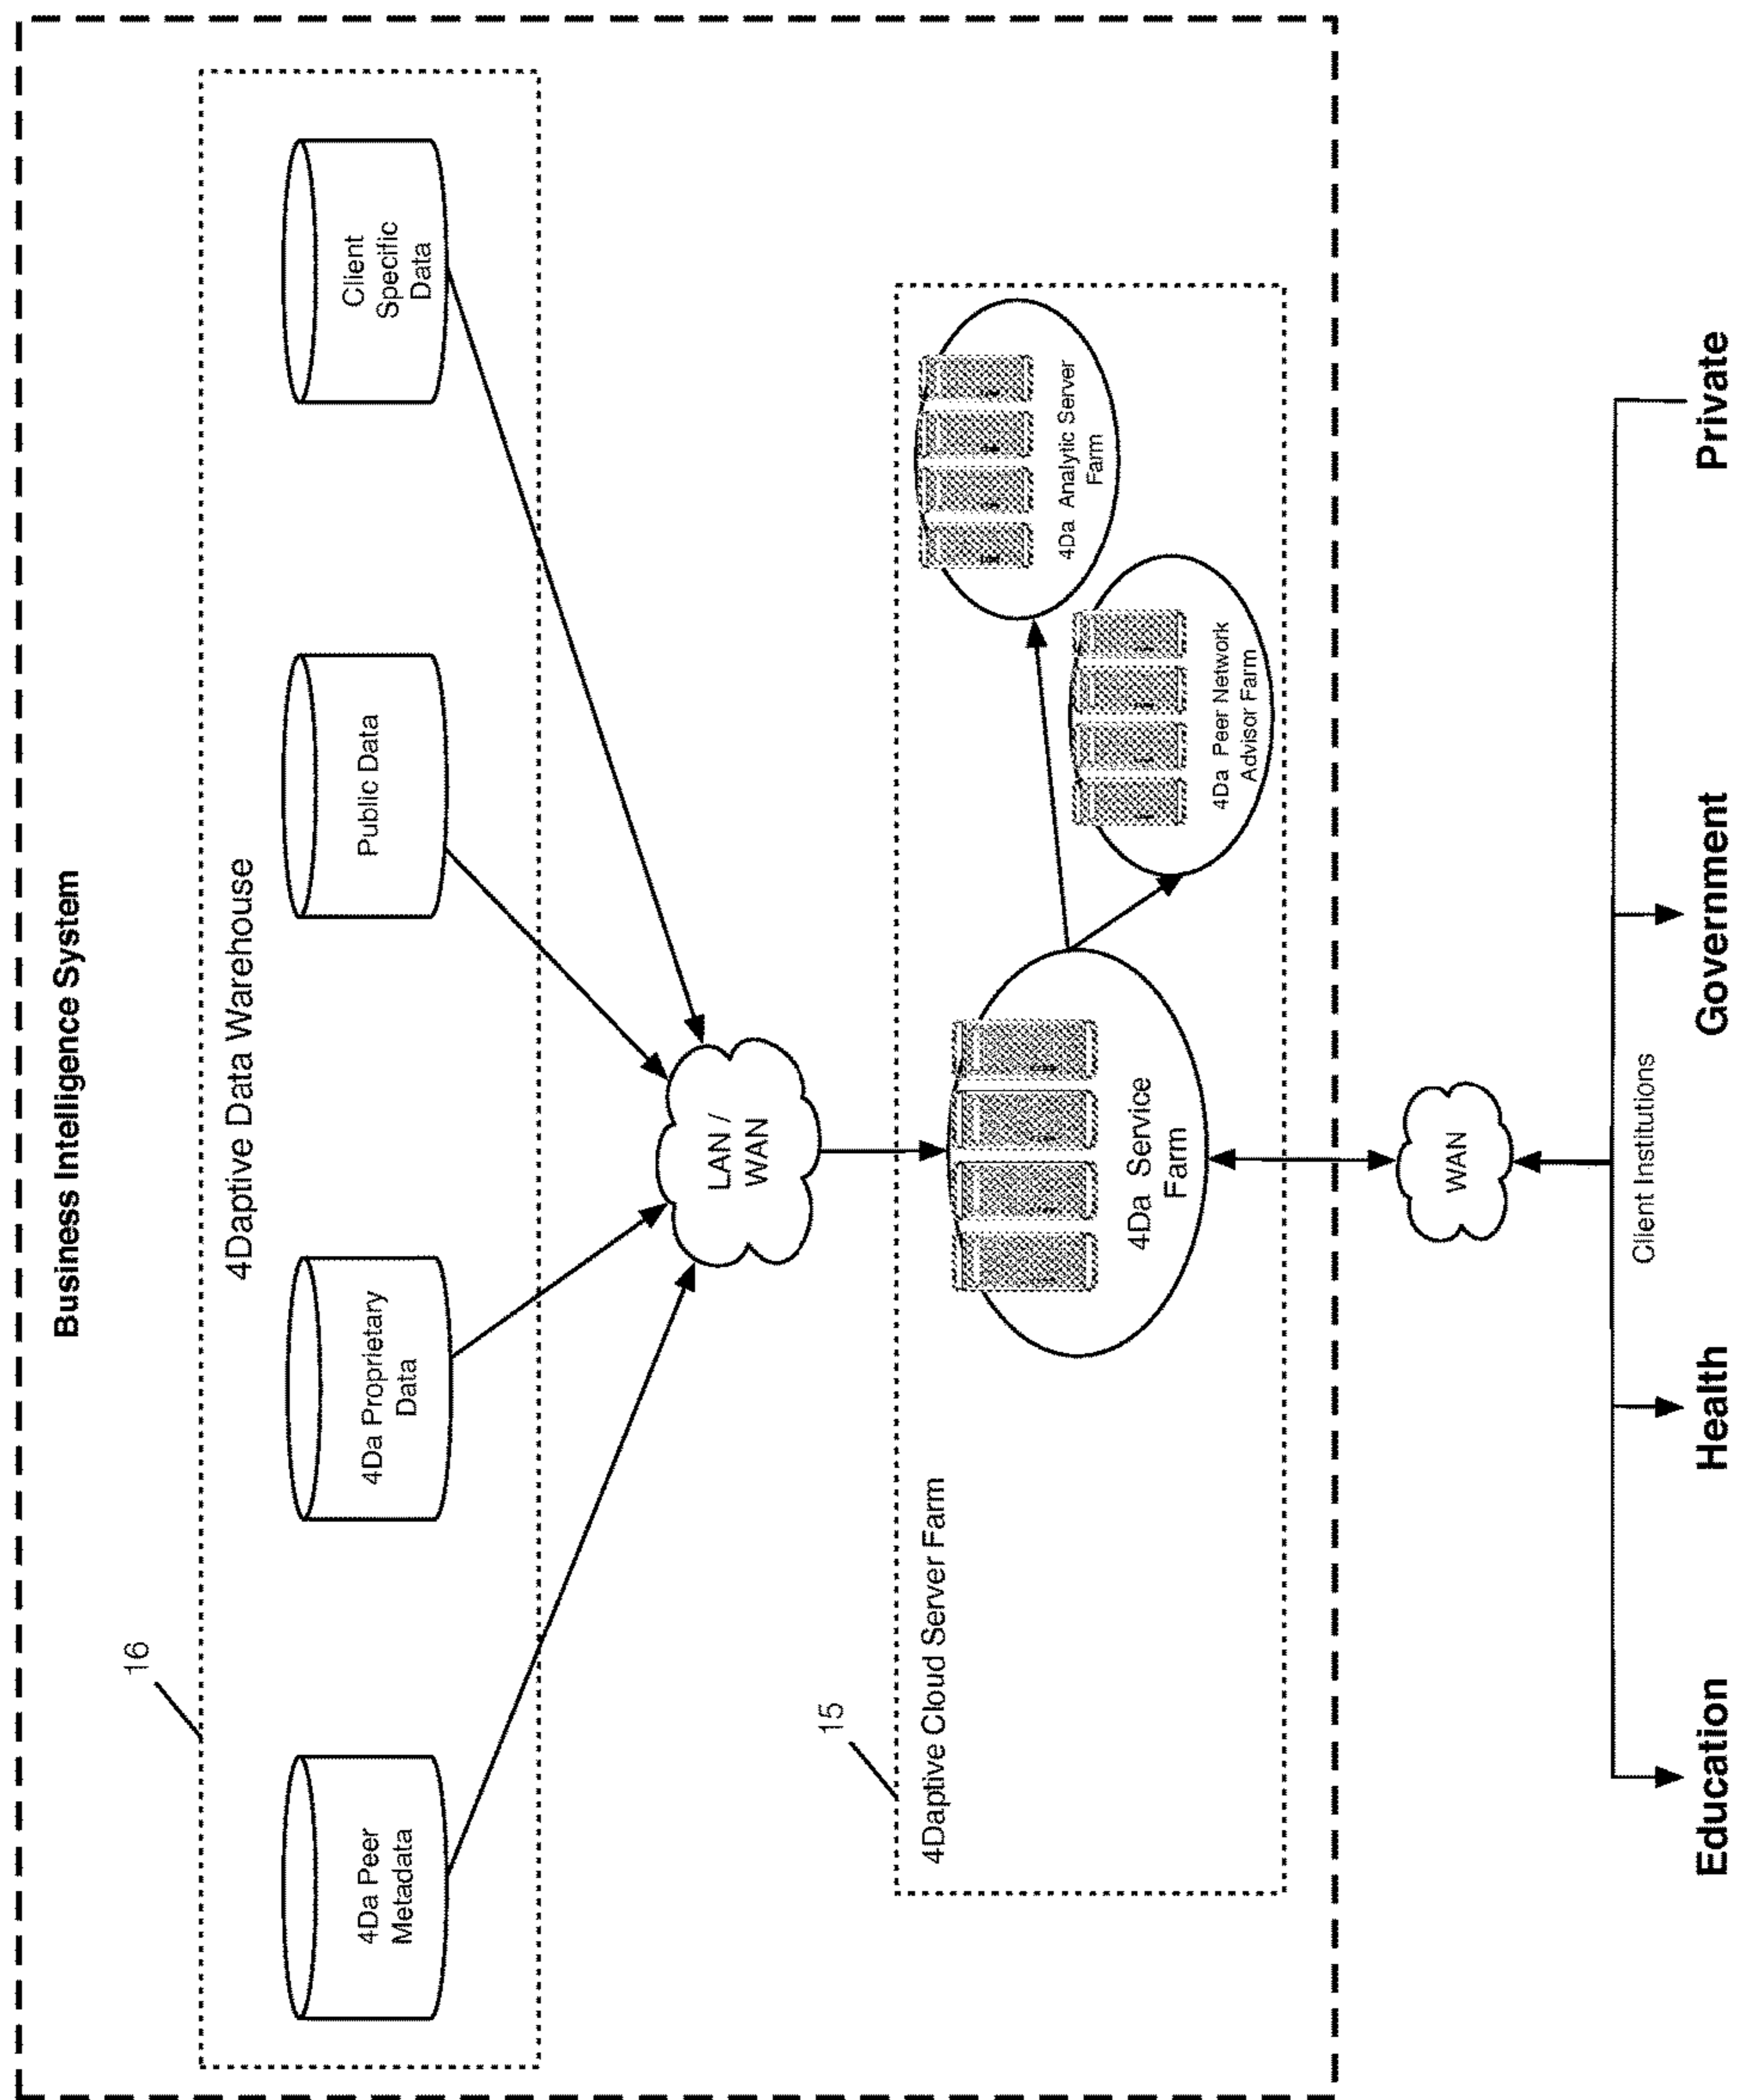 Business Intelligence System
16
4Daptive Data Warehouse
4Da Peer
Metadata
4Da Proprietary
Data
Public Data
Client
Specific
Data
LAN /
WAN
15
4Daptive Cloud Server Farm
4Da Service
Farm
4Da Analytic Server
Farm
4Da Peer Network
Advisor Farm
WAN
Client Institutions
Education
Health
Government
Private